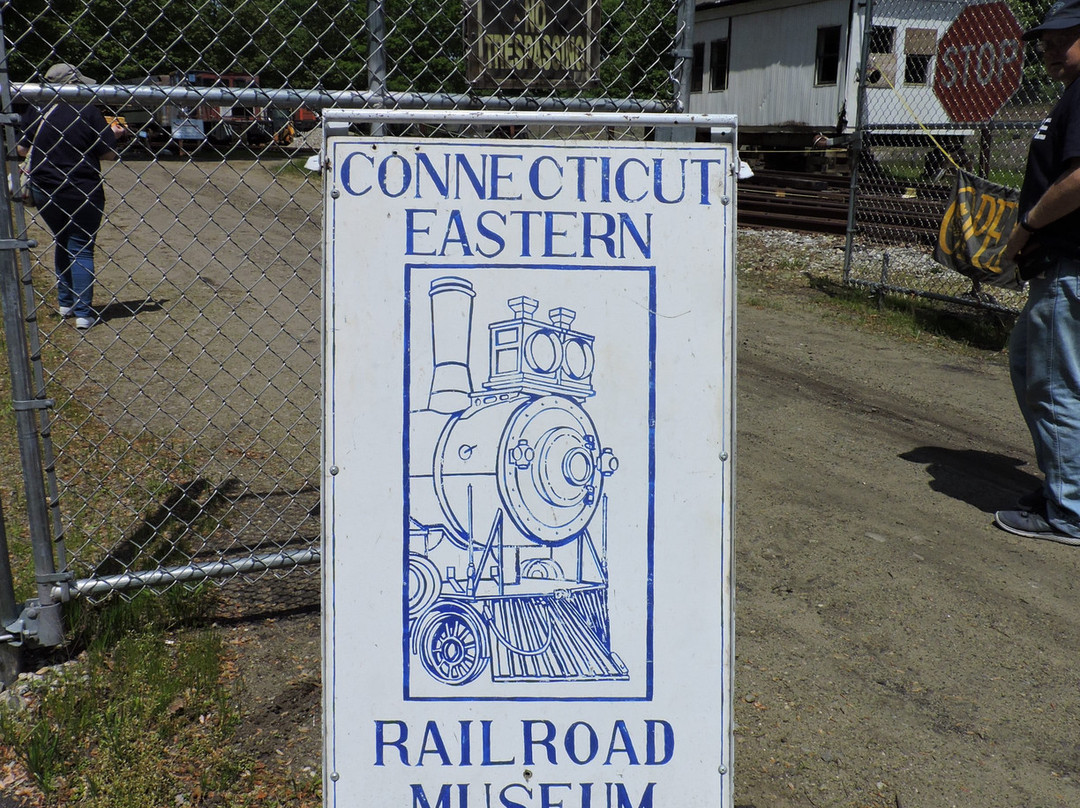 NO
TRESPASSING
STOP
CONNECTICUT
EASTERN
RAILROAD
MUSEUM